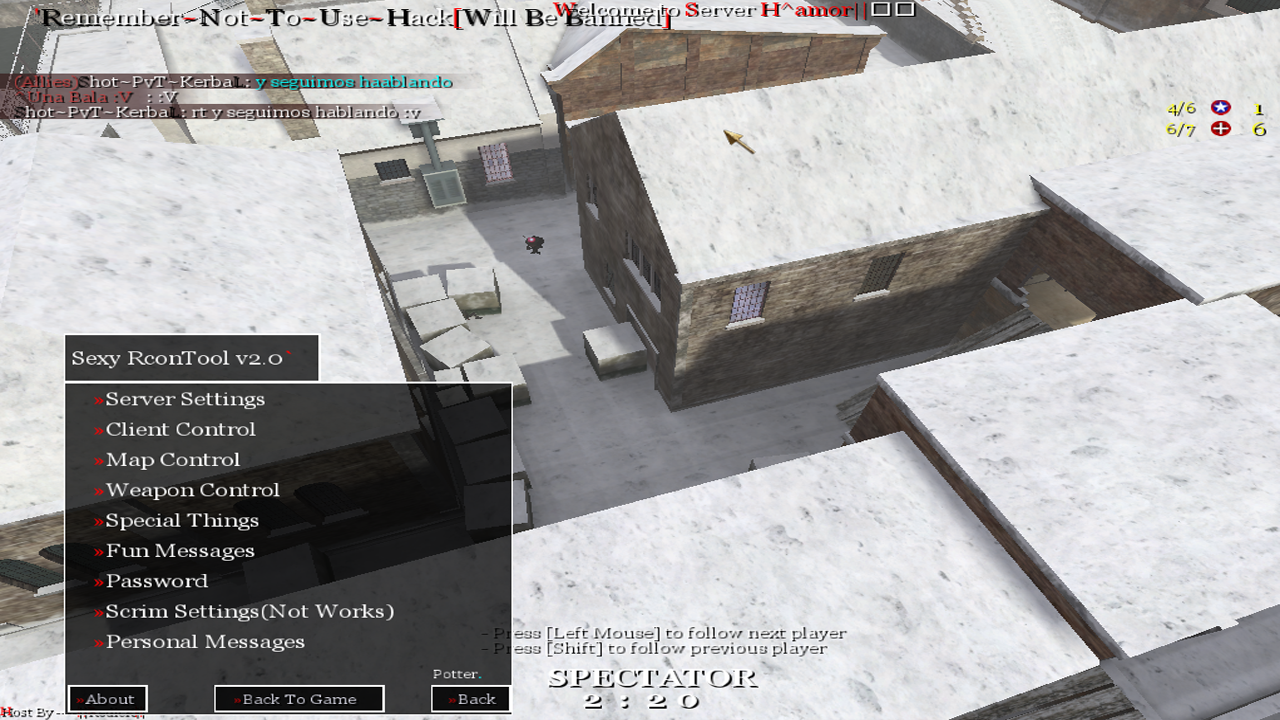 'Remember~Not~To~Use~Hack[Will Be Banned]
Welcome to Server H^amor||
(Allies) Shot~PvT~KerbaL: y seguimos haablando
^Una Bala :V : :V
Shot~PvT~KerbaL: rt y seguimos hablando :v
4/6 1
6/7 6
Sexy RconTool v2.0
»Server Settings
»Client Control
»Map Control
»Weapon Control
»Special Things
»Fun Messages
»Password
»Scrim Settings(Not Works)
»Personal Messages
Potter.
»About
»Back To Game
»Back
- Press [Left Mouse] to follow next player
- Press [Shift] to follow previous player
SPECTATOR
2:20
Host By